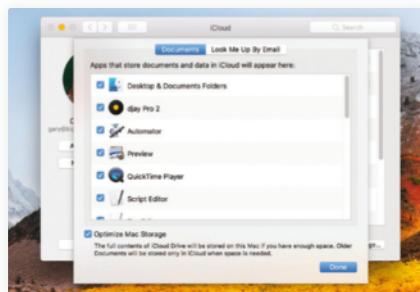 iCloud
Search
Documents
Look Me Up By Email
Apps that store documents and data in iCloud will appear here:
Desktop & Documents Folders
djay Pro 2
Automator
Preview
QuickTime Player
Script Editor
Optimize Mac Storage
The full contents of iCloud Drive will be stored on this Mac if you have enough space. Older
Documents will be stored only in iCloud when space is needed.
Done